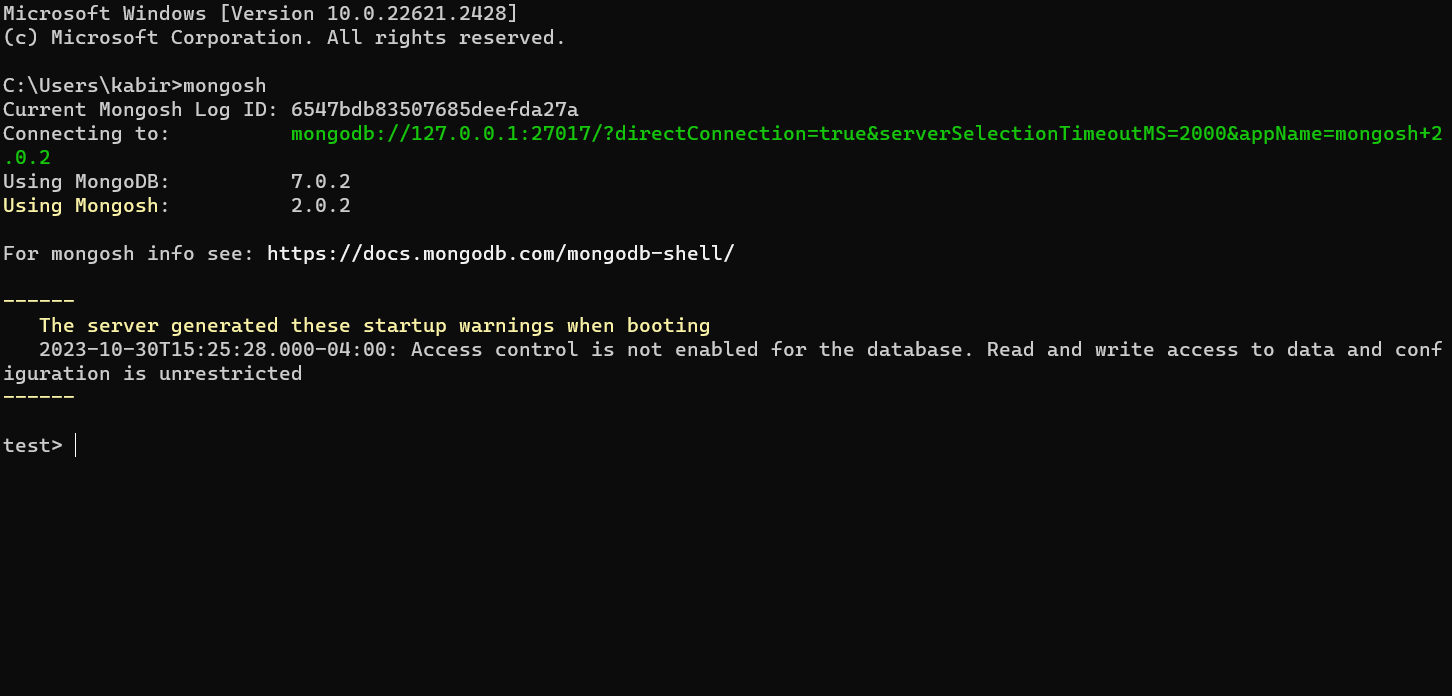 Microsoft Windows [Version 10.0.22621.2428]
(c) Microsoft Corporation. All rights reserved.
C:\Users\kabir>mongosh
Current Mongosh Log ID: 6547bdb83507685deefda27a
Connecting to:          mongodb://127.0.0.1:27017/?directConnection=true&serverSelectionTimeoutMS=2000&appName=mongosh+2
.0.2
Using MongoDB:          7.0.2
Using Mongosh:          2.0.2
For mongosh info see: https://docs.mongodb.com/mongodb-shell/
------
   The server generated these startup warnings when booting
   2023-10-30T15:25:28.000-04:00: Access control is not enabled for the database. Read and write access to data and conf
iguration is unrestricted
------
test>